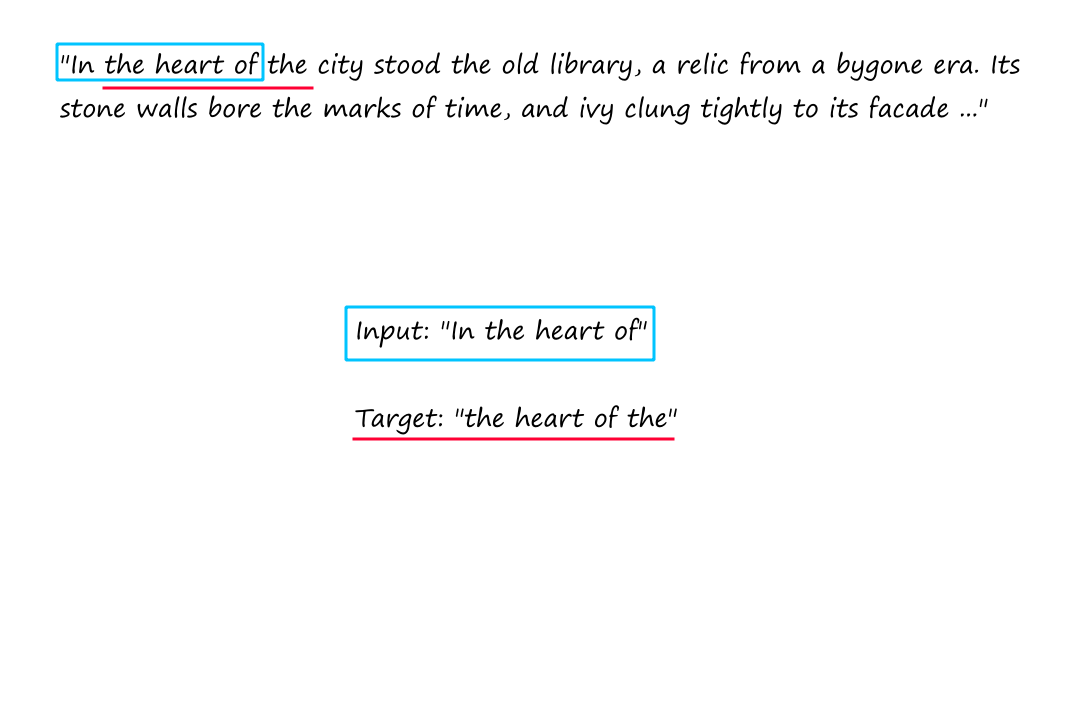 "In the heart of the city stood the old library, a relic from a bygone era. Its
stone walls bore the marks of time, and ivy clung tightly to its facade ..."
Input: "In the heart of"
Target: "the heart of the"